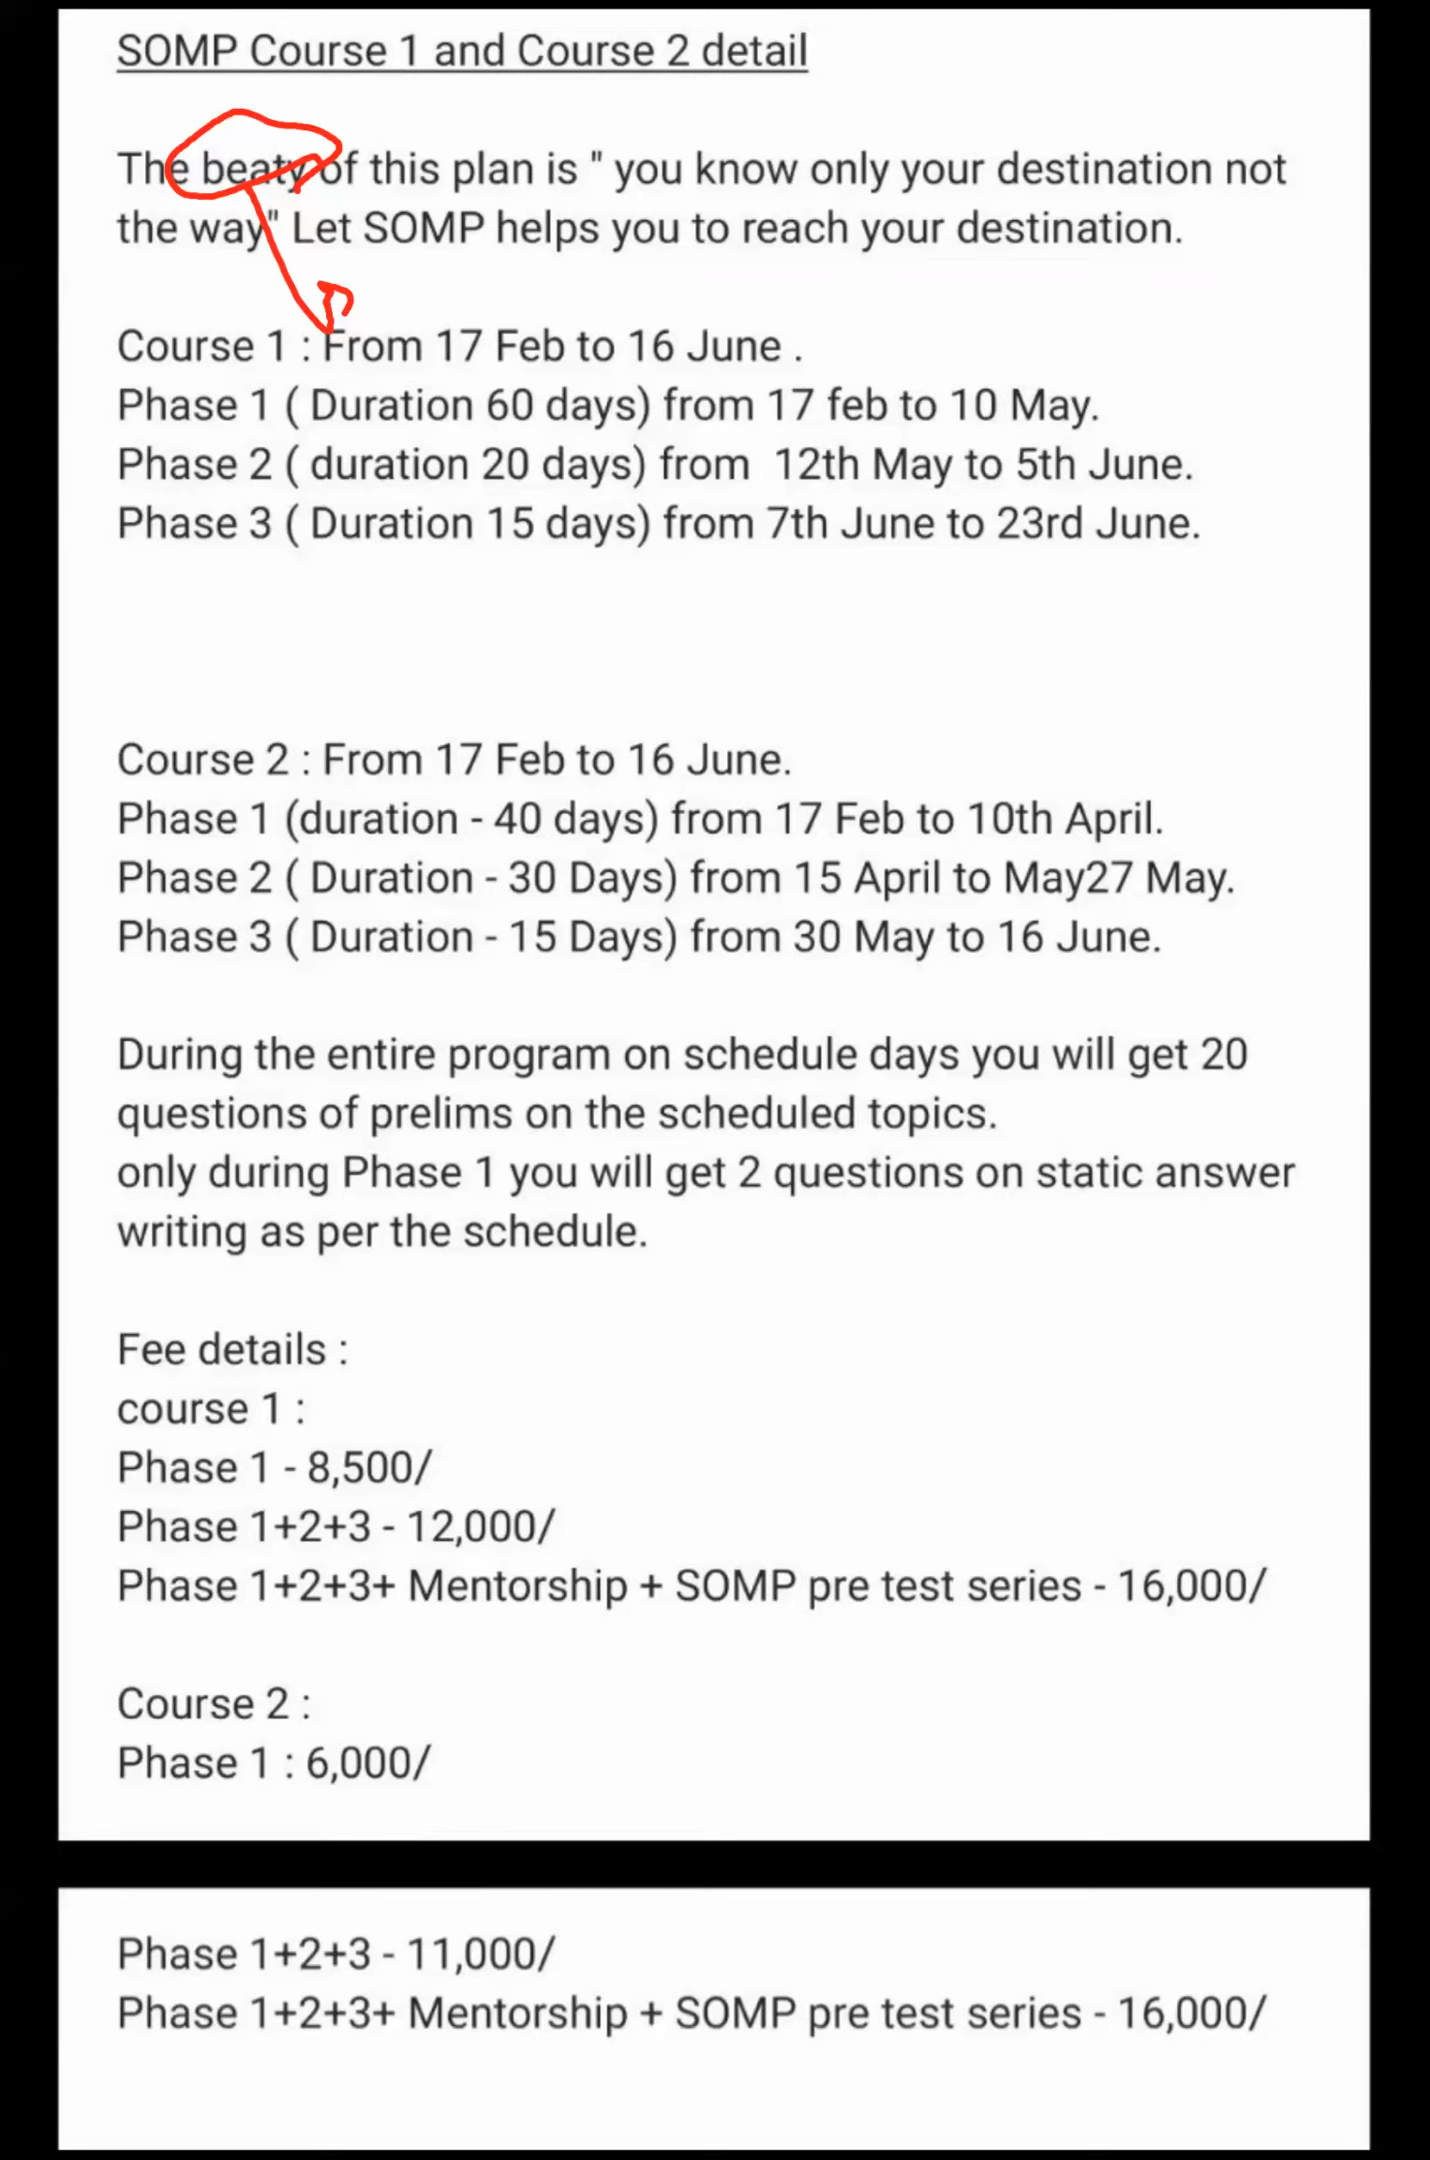 SOMP Course 1 and Course 2 detail
The beaty of this plan is " you know only your destination not
the way" Let SOMP helps you to reach your destination.
Course 1 : From 17 Feb to 16 June .
Phase 1 ( Duration 60 days) from 17 feb to 10 May.
Phase 2 ( duration 20 days) from  12th May to 5th June.
Phase 3 ( Duration 15 days) from 7th June to 23rd June.
Course 2 : From 17 Feb to 16 June.
Phase 1 (duration - 40 days) from 17 Feb to 10th April.
Phase 2 ( Duration - 30 Days) from 15 April to May27 May.
Phase 3 ( Duration - 15 Days) from 30 May to 16 June.
During the entire program on schedule days you will get 20
questions of prelims on the scheduled topics.
only during Phase 1 you will get 2 questions on static answer
writing as per the schedule.
Fee details :
course 1 :
Phase 1 - 8,500/
Phase 1+2+3 - 12,000/
Phase 1+2+3+ Mentorship + SOMP pre test series - 16,000/
Course 2 :
Phase 1 : 6,000/
Phase 1+2+3 - 11,000/
Phase 1+2+3+ Mentorship + SOMP pre test series - 16,000/